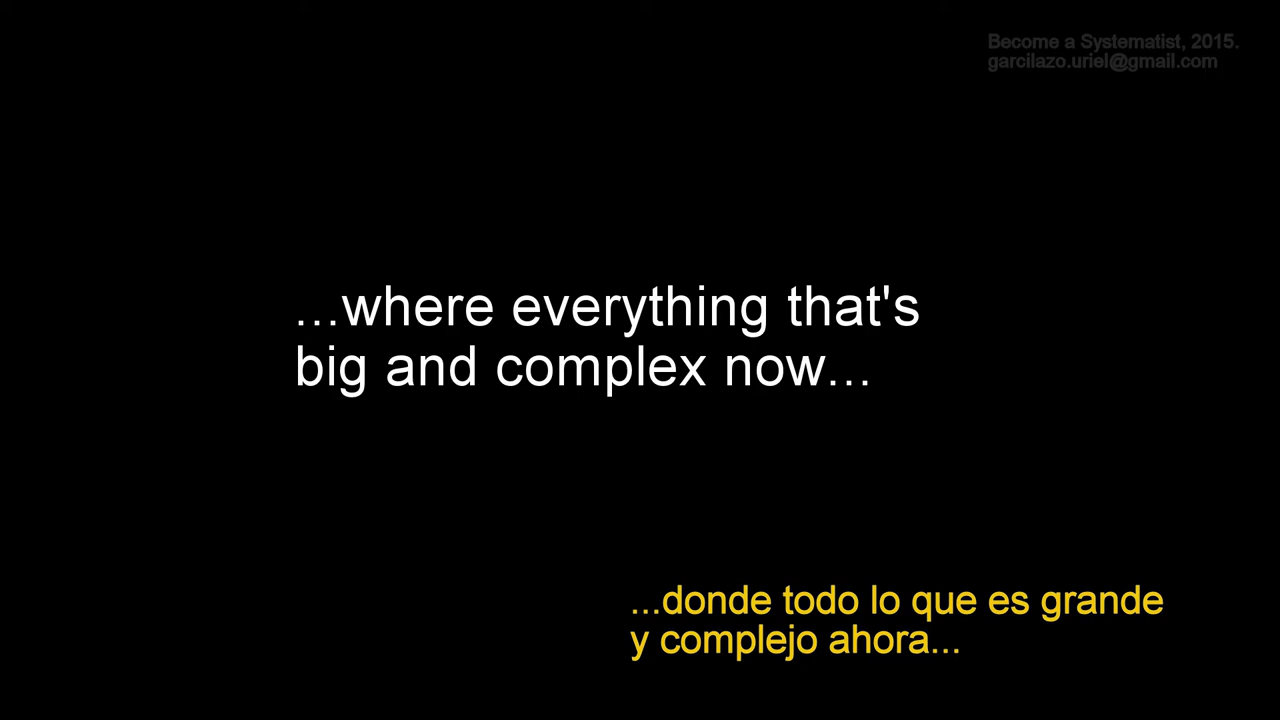 Become a Systematist, 2015.
garcilazo.uriel@gmail.com
...where everything that's
big and complex now...
...donde todo lo que es grande
y complejo ahora...